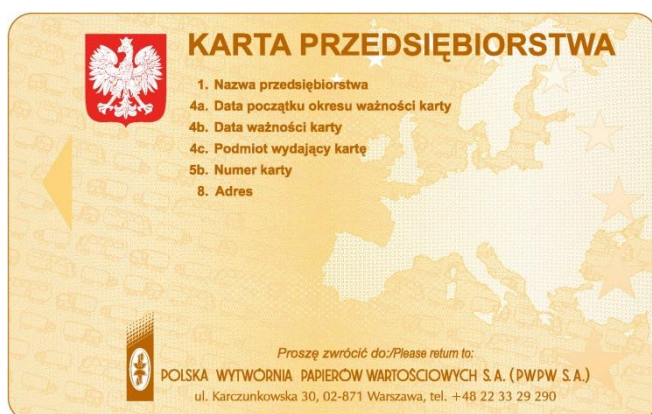 KARTA PRZEDSIĘBIORSTWA
1. Nazwa przedsiębiorstwa
4a. Data początku okresu ważności karty
4b. Data ważności karty
4c. Podmiot wydający kartę
5b. Numer karty
8. Adres
Proszę zwrócić do:/Please return to:
POLSKA WYTWÓRNIA PAPIERÓW WARTOŚCIOWYCH S.A. (PWPW S.A.)
ul. Karczunkowska 30, 02-871 Warszawa, tel. +48 22 33 29 290